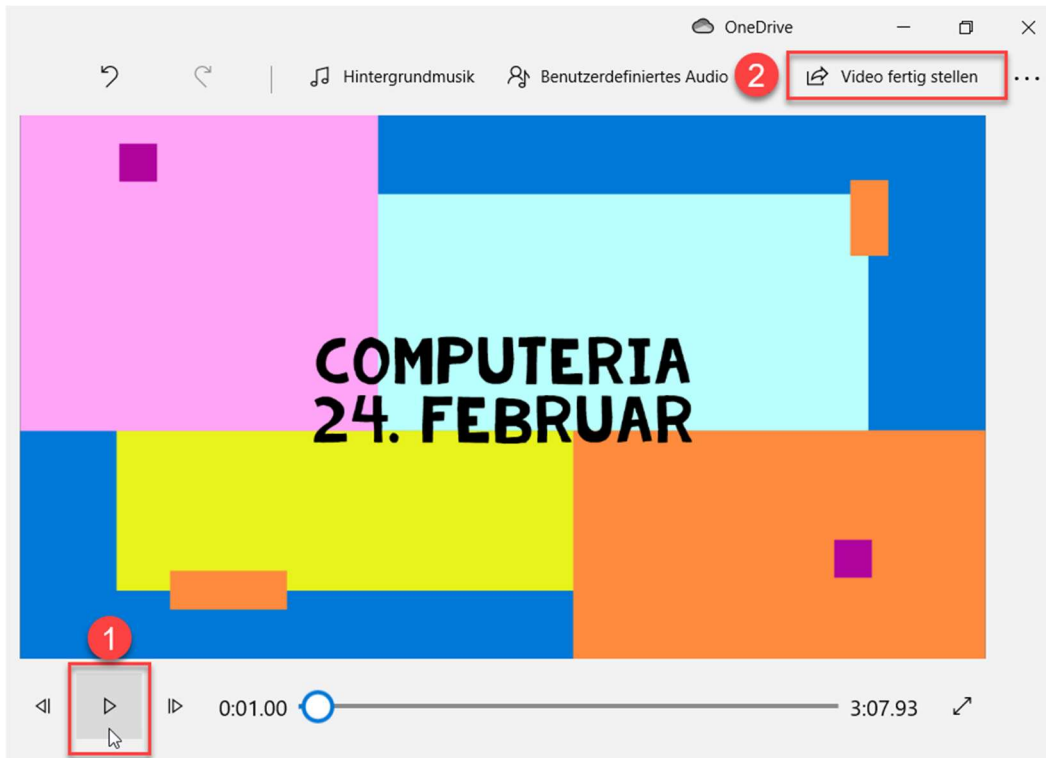 OneDrive
Hintergrundmusik Benutzerdefiniertes Audio 2 Video fertig stellen ...
COMPUTERIA
24. FEBRUAR
1
0:01.00 3:07.93